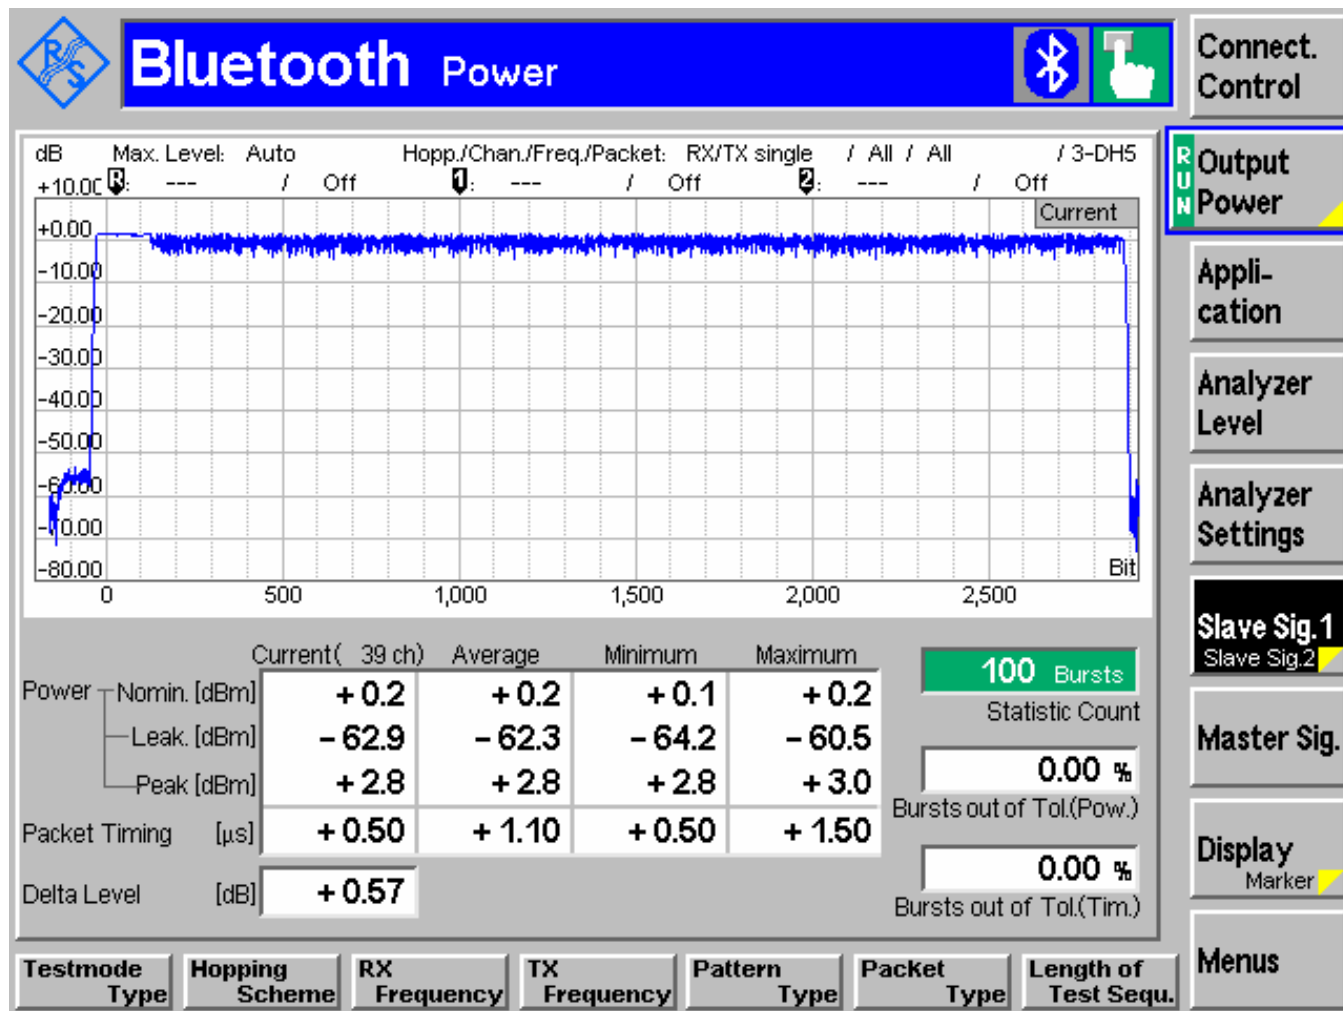 R S Bluetooth Power
Connect. Control
dB Max. Level: Auto Hopp./Chan./Freq./Packet: RX/TX single / All / All / 3-DH5
+10.00 R: --- / Off 1: --- / Off 2: --- / Off
Current
+0.00
-10.00
-20.00
-30.00
-40.00
-50.00
-60.00
-70.00
-80.00
Bit
0 500 1,000 1,500 2,000 2,500
RUN Output Power
Appli-
cation
Analyzer
Level
Analyzer
Settings
Slave Sig.1
Slave Sig.2
Master Sig.
Display
Marker
Menus
Current( 39 ch) Average Minimum Maximum
Power Nomin. [dBm] +0.2 +0.2 +0.1 +0.2
Leak. [dBm] -62.9 -62.3 -64.2 -60.5
Peak [dBm] +2.8 +2.8 +2.8 +3.0
Packet Timing [µs] +0.50 +1.10 +0.50 +1.50
Delta Level [dB] +0.57
100 Bursts
Statistic Count
0.00 %
Bursts out of Tol.(Pow.)
0.00 %
Bursts out of Tol.(Tim.)
Testmode Type
Hopping Scheme
RX Frequency
TX Frequency
Pattern Type
Packet Type
Length of Test Sequ.